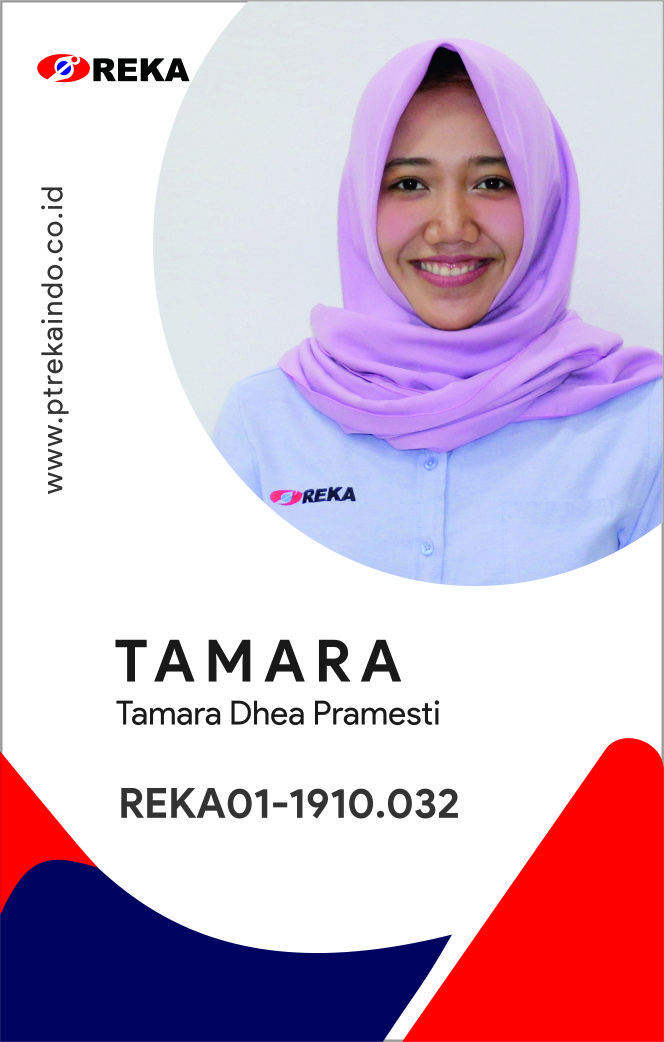 REKA
www.ptrekaindo.co.id
REKA
TAMARA
Tamara Dhea Pramesti
REKA01-1910.032